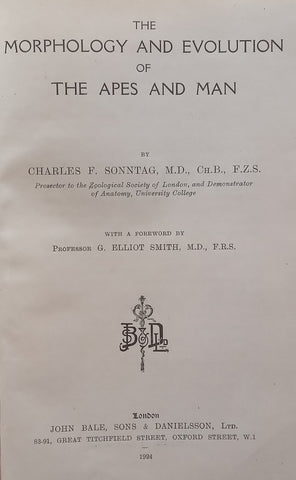 THE
MORPHOLOGY AND EVOLUTION
OF
THE APES AND MAN
BY
CHARLES F. SONNTAG, M.D., Ch.B., F.Z.S.
Prosector to the Zoological Society of London, and Demonstrator
of Anatomy, University College
WITH A FOREWORD BY
Professor G. ELLIOT SMITH, M.D., F.R.S.
London
JOHN BALE, SONS & DANIELSSON, Ltd.
83-91, GREAT TITCHFIELD STREET, OXFORD STREET, W.1
1924